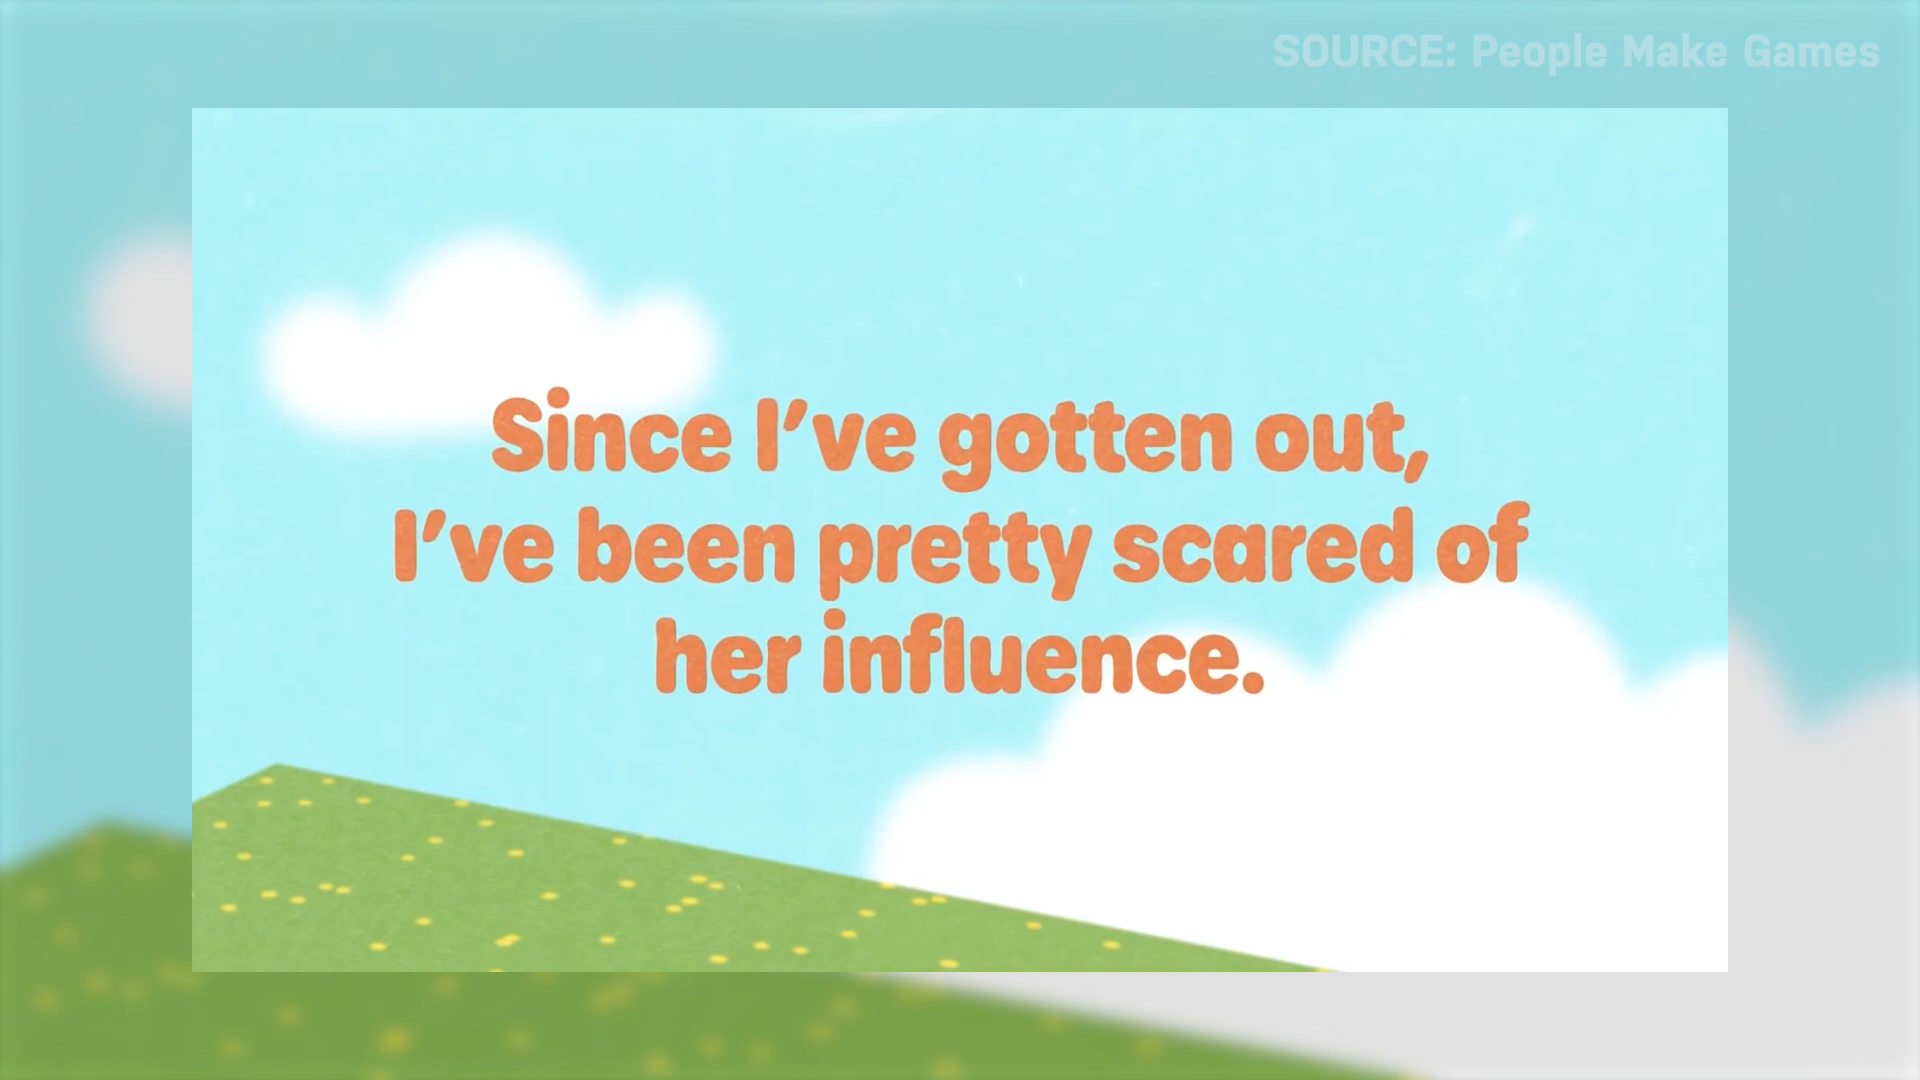 SOURCE: People Make Games
Since I’ve gotten out,
I’ve been pretty scared of
her influence.